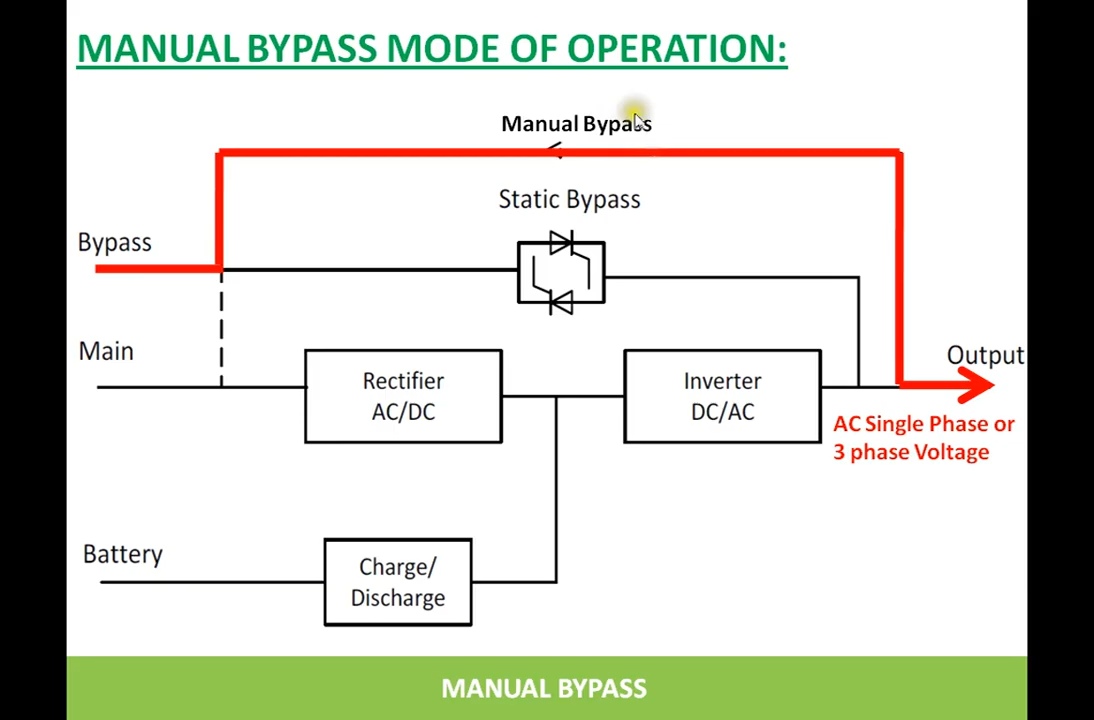 MANUAL BYPASS MODE OF OPERATION:
Manual Bypass
Static Bypass
Bypass
Main
Output
Rectifier
AC/DC
Inverter
DC/AC
AC Single Phase or
3 phase Voltage
Battery
Charge/
Discharge
MANUAL BYPASS